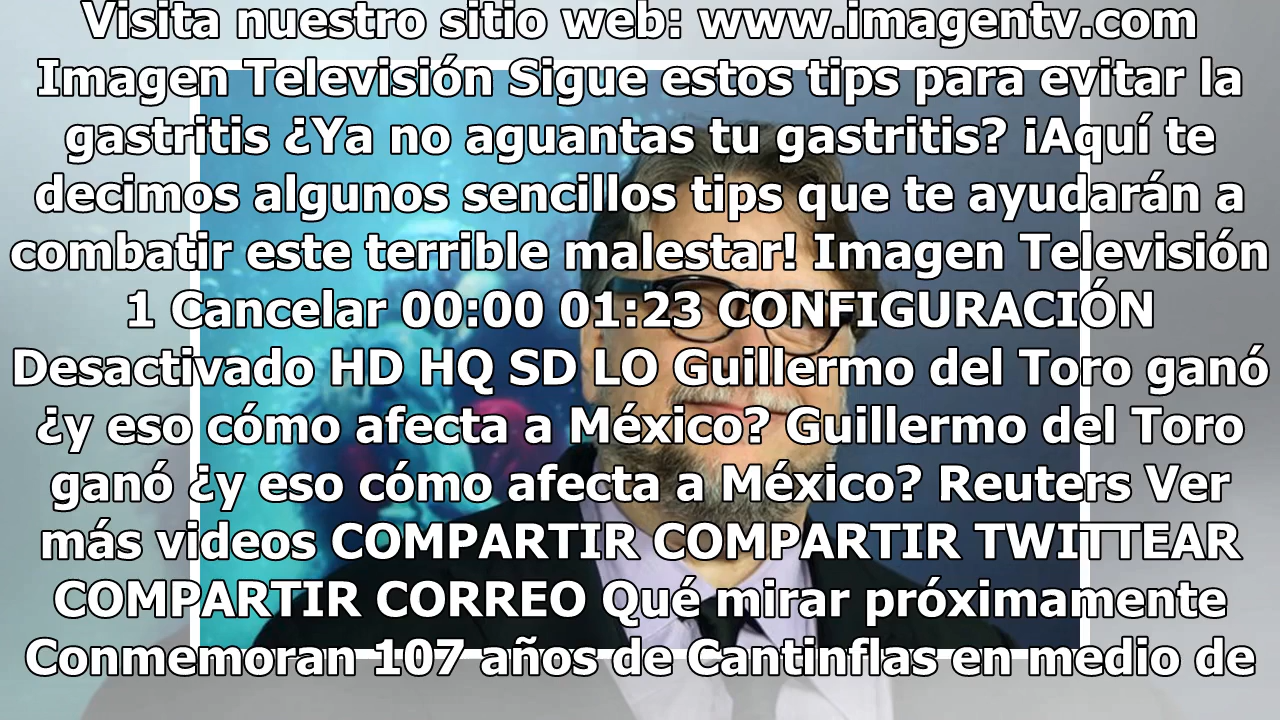 Visita nuestro sitio web: www.imagentv.com
Imagen Televisión Sigue estos tips para evitar la
gastritis ¿Ya no aguantas tu gastritis? ¡Aquí te
decimos algunos sencillos tips que te ayudarán a
combatir este terrible malestar! Imagen Televisión
1 Cancelar 00:00 01:23 CONFIGURACIÓN
Desactivado HD HQ SD LO Guillermo del Toro ganó
¿y eso cómo afecta a México? Guillermo del Toro
ganó ¿y eso cómo afecta a México? Reuters Ver
más videos COMPARTIR COMPARTIR TWITTEAR
COMPARTIR CORREO Qué mirar próximamente
Conmemoran 107 años de Cantinflas en medio de